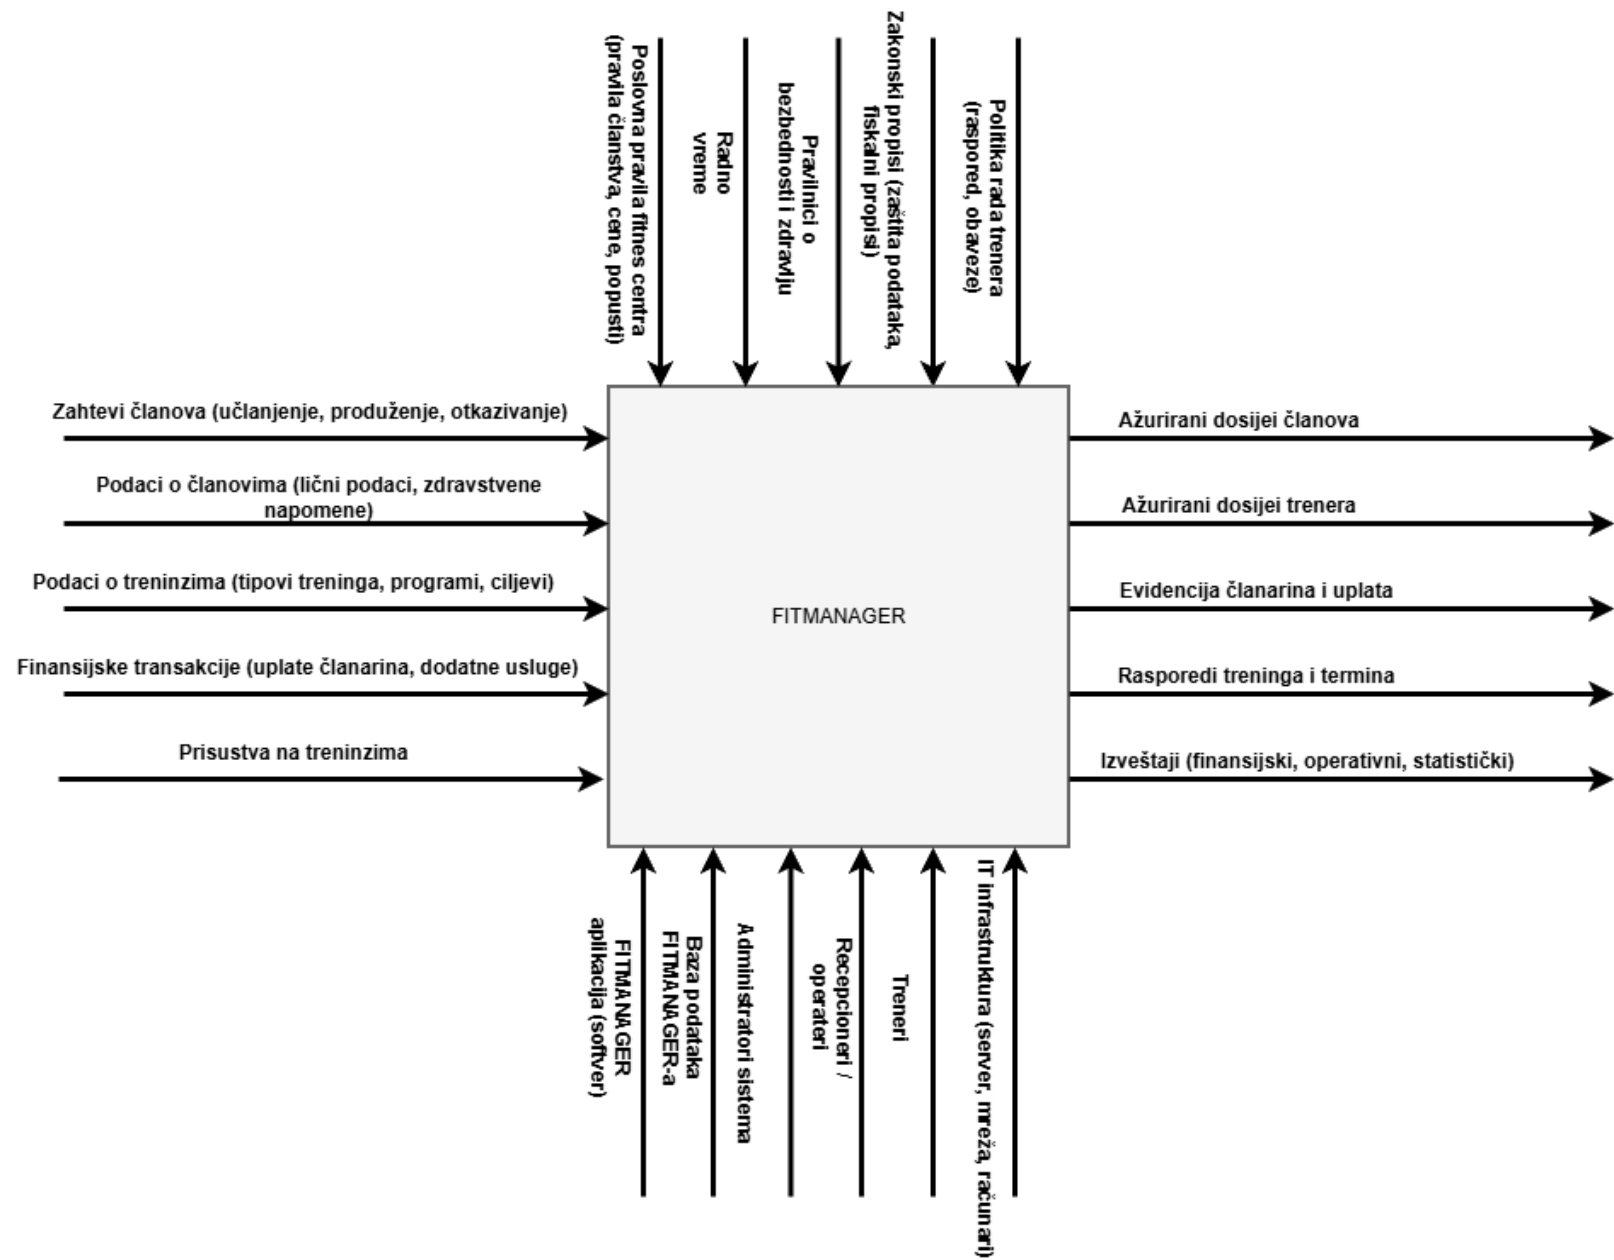 Poslovna pravila fitnes centra
(pravila članstva, cene, popusti)
Radno
vreme
Pravilnici o
bezbednosti i zdravlju
Zakonski propisi (zaštita podataka,
fiskalni propisi)
Politika rada trenera
(raspored, obaveze)
Zahtevi članova (učlanjenje, produženje, otkazivanje)
Podaci o članovima (lični podaci, zdravstvene
napomene)
Podaci o treninzima (tipovi treninga, programi, ciljevi)
Finansijske transakcije (uplate članarina, dodatne usluge)
Prisustva na treninzima
FITMANAGER
Ažurirani dosijei članova
Ažurirani dosijei trenera
Evidencija članarina i uplata
Rasporedi treninga i termina
Izveštaji (finansijski, operativni, statistički)
FITMANAGER
aplikacija (softver)
Baza podataka
FITMANAGER-a
Administratori sistema
Recepcioneri /
operateri
Treneri
IT infrastruktura (server, mreža, računari)